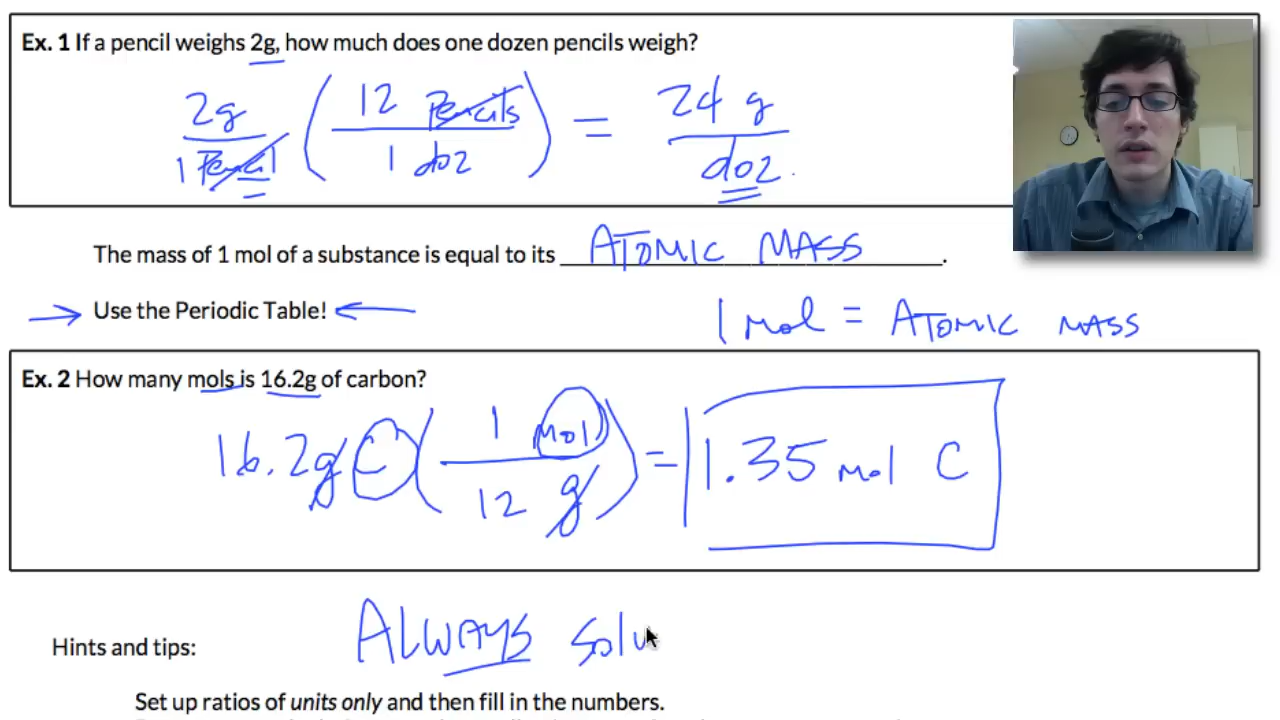 Ex. 1 If a pencil weighs 2g, how much does one dozen pencils weigh?
2g / 1 Pencil ( 12 Pencils / 1 doz ) = 24 g / doz.
The mass of 1 mol of a substance is equal to its ATOMIC MASS.
Use the Periodic Table!
1 mol = ATOMIC MASS
Ex. 2 How many mols is 16.2g of carbon?
16.2g C ( 1 mol / 12 g ) = 1.35 mol C
ALWAYS solv
Hints and tips:
Set up ratios of units only and then fill in the numbers.